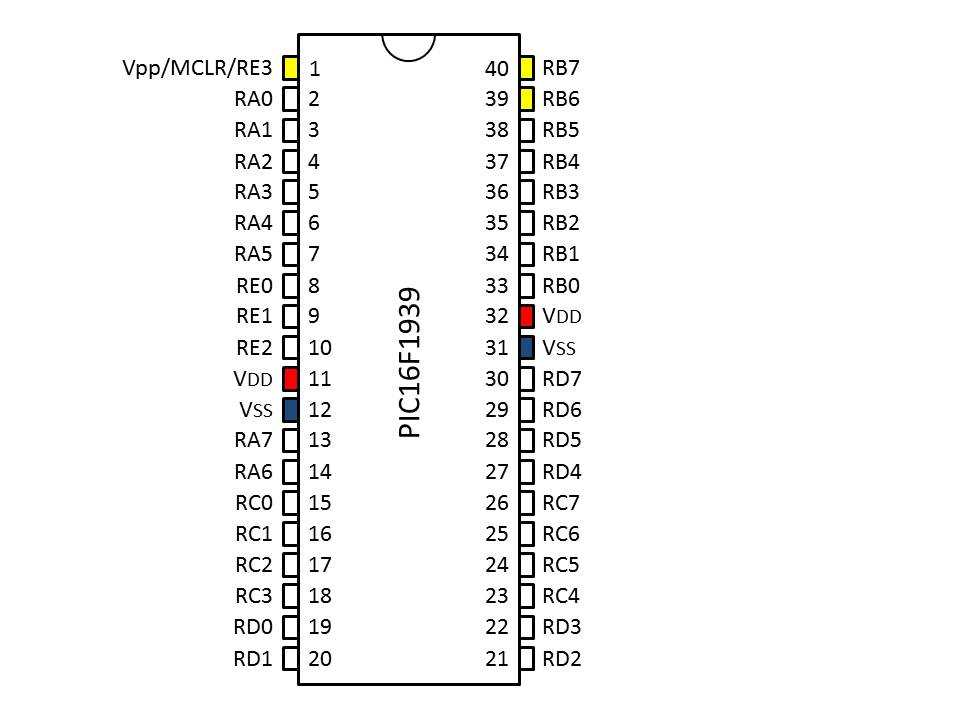 Vpp/MCLR/RE3 1 40 RB7
RA0 2 39 RB6
RA1 3 38 RB5
RA2 4 37 RB4
RA3 5 36 RB3
RA4 6 35 RB2
RA5 7 34 RB1
RE0 8 33 RB0
RE1 9 32 VDD
RE2 10 31 VSS
VDD 11 30 RD7
VSS 12 29 RD6
RA7 13 28 RD5
RA6 14 27 RD4
RC0 15 26 RC7
RC1 16 25 RC6
RC2 17 24 RC5
RC3 18 23 RC4
RD0 19 22 RD3
RD1 20 21 RD2
PIC16F1939